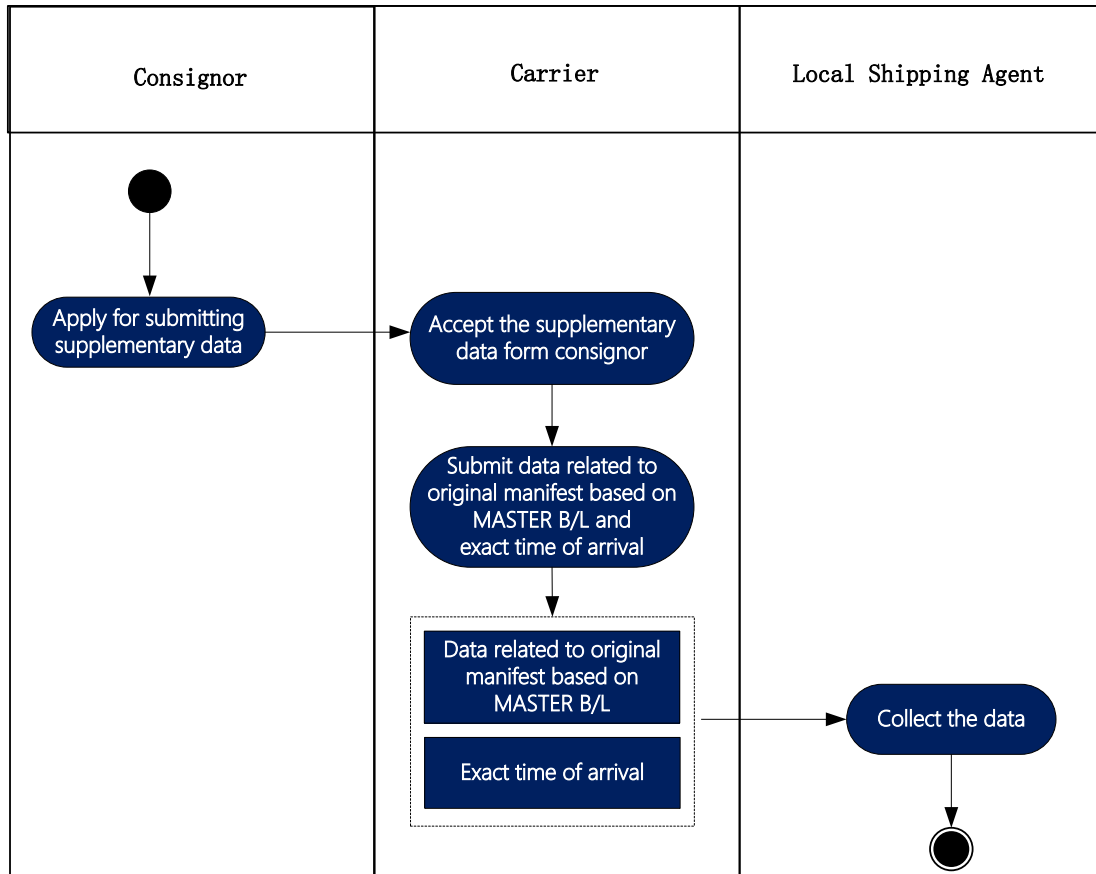 Consignor
Carrier
Local Shipping Agent
Apply for submitting
supplementary data
Accept the supplementary
data form consignor
Submit data related to
original manifest based on
MASTER B/L and
exact time of arrival
Data related to original
manifest based on
MASTER B/L
Exact time of arrival
Collect the data